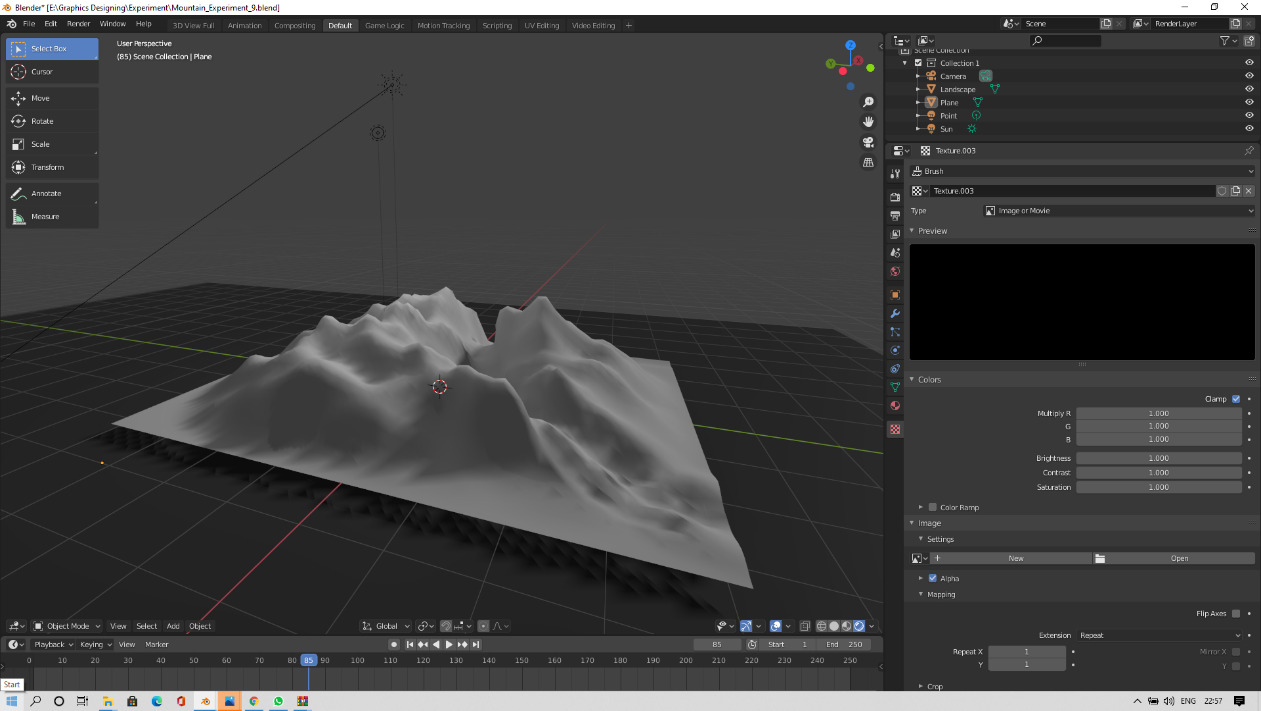 Blender* [E:\Graphics Designing\Experiment\Mountain_Experiment_9.blend]
File Edit Render Window Help
3D View Full Animation Compositing Default Game Logic Motion Tracking Scripting UV Editing Video Editing +
Scene
RenderLayer
Select Box
Cursor
Move
Rotate
Scale
Transform
Annotate
Measure
User Perspective
(85) Scene Collection | Plane
Z
Y
X
Scene Collection
Collection 1
Camera
Landscape
Plane
Point
Sun
Texture.003
Brush
Texture.003
Type Image or Movie
Preview
Colors
Clamp
Multiply R 1.000
G 1.000
B 1.000
Brightness 1.000
Contrast 1.000
Saturation 1.000
Color Ramp
Image
Settings
New Open
Alpha
Mapping
Flip Axes
Extension Repeat
Repeat X 1 Mirror X
Y 1 Y
Crop
Object Mode View Select Add Object
Global
Playback Keying View Marker
85 Start 1 End 250
0 10 20 30 40 50 60 70 80 85 90 100 110 120 130 140 150 160 170 180 190 200 210 220 230 240 250
Start
ENG 22:57